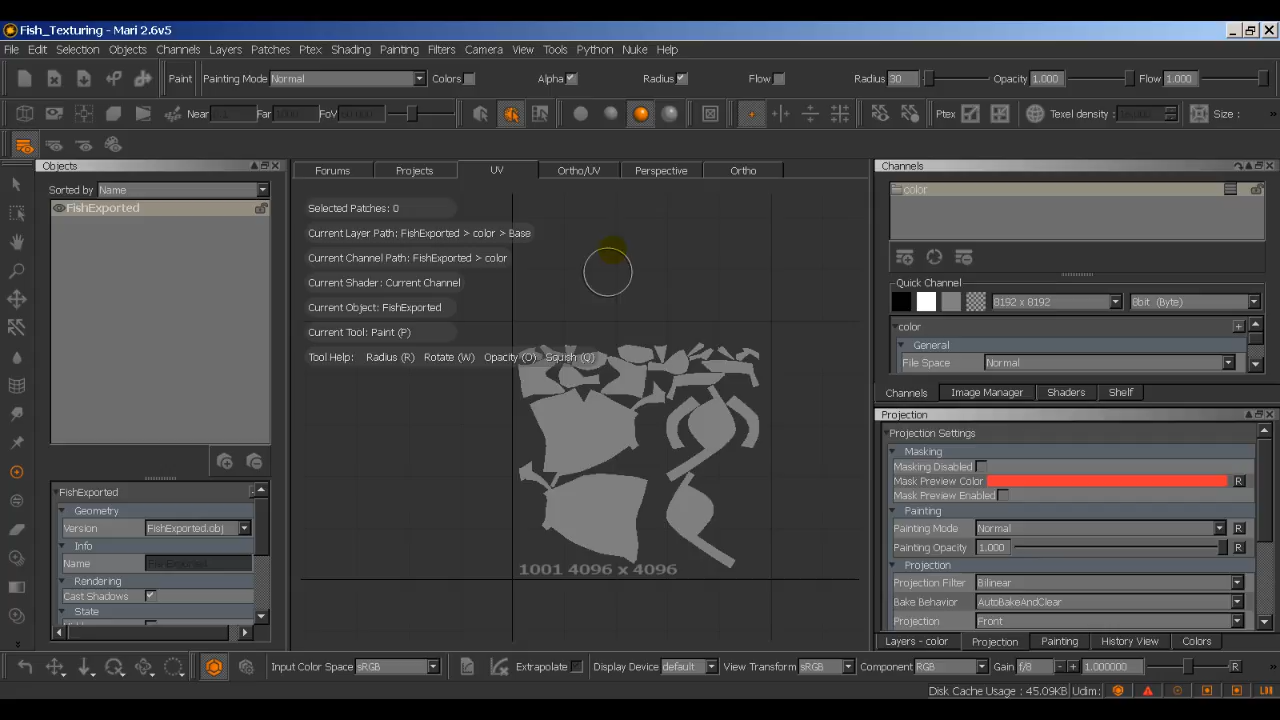 Fish_Texturing - Mari 2.6v5
File Edit Selection Objects Channels Layers Patches Ptex Shading Painting Filters Camera View Tools Python Nuke Help
Paint Painting Mode Normal Colors Alpha Radius Flow Radius 30 Opacity 1.000 Flow 1.000
Near Far FoV Ptex Texel density : Size :
Objects
Sorted by Name
FishExported
FishExported
Geometry
Version FishExported.obj
Info
Name FishExported
Rendering
Cast Shadows
State
Forums Projects UV Ortho/UV Perspective Ortho
Selected Patches: 0
Current Layer Path: FishExported > color > Base
Current Channel Path: FishExported > color
Current Shader: Current Channel
Current Object: FishExported
Current Tool: Paint (P)
Tool Help: Radius (R) Rotate (W) Opacity (O) Squish (Q)
1001 4096 x 4096
Channels
color
Quick Channel
8192 x 8192 8bit (Byte)
color
General
File Space Normal
Channels Image Manager Shaders Shelf
Projection
Projection Settings
Masking
Masking Disabled
Mask Preview Color R
Mask Preview Enabled R
Painting
Painting Mode Normal R
Painting Opacity 1.000 R
Projection
Projection Filter Bilinear
Bake Behavior AutoBakeAndClear
Projection Front
Layers - color Projection Painting History View Colors
Input Color Space sRGB Extrapolate Display Device default View Transform sRGB Component RGB Gain f/8 - + 1.000000 R
Disk Cache Usage : 45.09KB Udim: